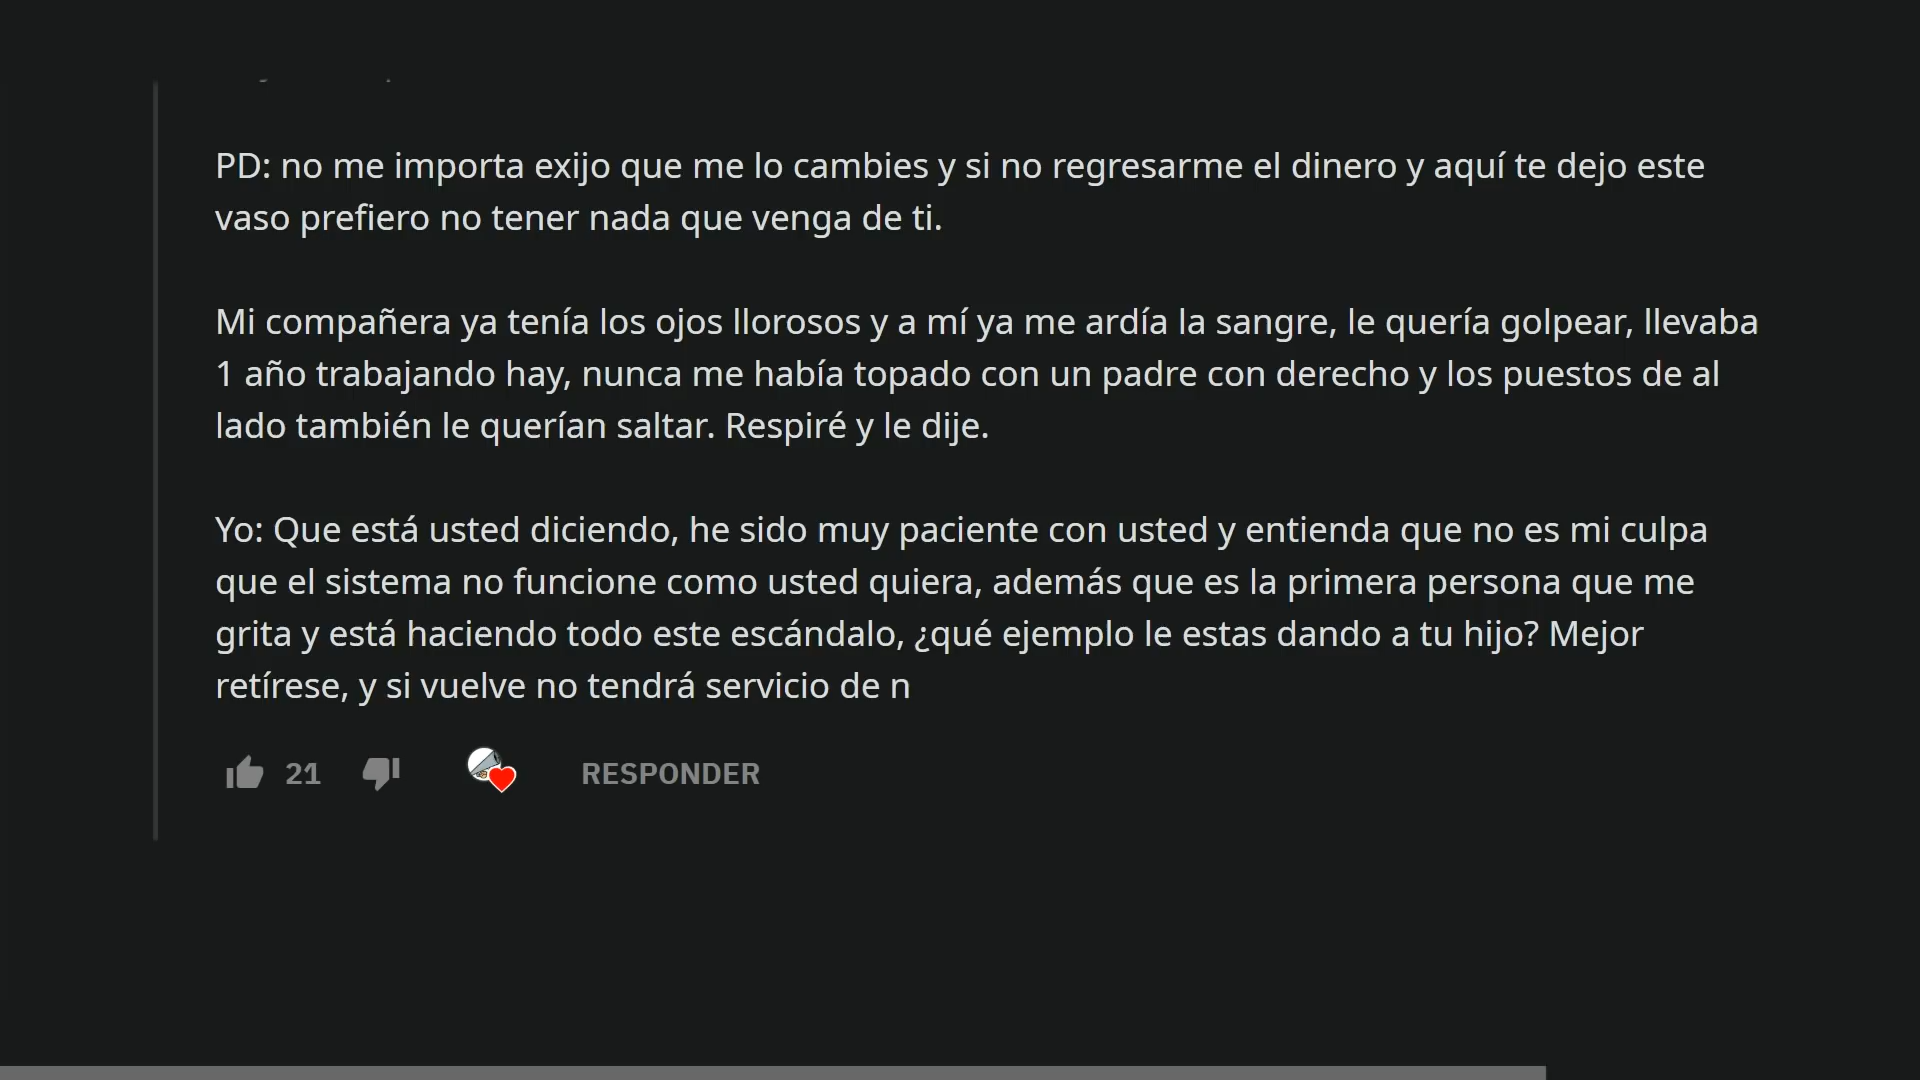 PD: no me importa exijo que me lo cambies y si no regresarme el dinero y aquí te dejo este
vaso prefiero no tener nada que venga de ti.
Mi compañera ya tenía los ojos llorosos y a mí ya me ardía la sangre, le quería golpear, llevaba
1 año trabajando hay, nunca me había topado con un padre con derecho y los puestos de al
lado también le querían saltar. Respiré y le dije.
Yo: Que está usted diciendo, he sido muy paciente con usted y entienda que no es mi culpa
que el sistema no funcione como usted quiera, además que es la primera persona que me
grita y está haciendo todo este escándalo, ¿qué ejemplo le estas dando a tu hijo? Mejor
retírese, y si vuelve no tendrá servicio de n
21 RESPONDER